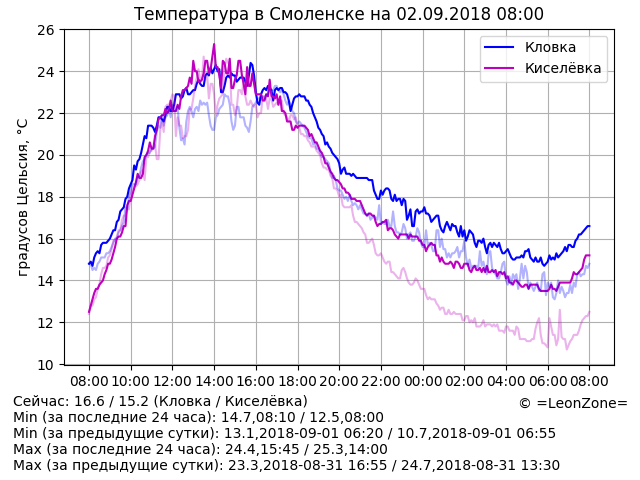 Температура в Смоленске на 02.09.2018 08:00
26
24
22
20
18
16
14
12
10
градусов Цельсия, °C
Кловка
Киселёвка
08:00 10:00 12:00 14:00 16:00 18:00 20:00 22:00 00:00 02:00 04:00 06:00 08:00
Сейчас: 16.6 / 15.2 (Кловка / Киселёвка)
© =LeonZone=
Min (за последние 24 часа): 14.7,08:10 / 12.5,08:00
Min (за предыдущие сутки): 13.1,2018-09-01 06:20 / 10.7,2018-09-01 06:55
Max (за последние 24 часа): 24.4,15:45 / 25.3,14:00
Max (за предыдущие сутки): 23.3,2018-08-31 16:55 / 24.7,2018-08-31 13:30